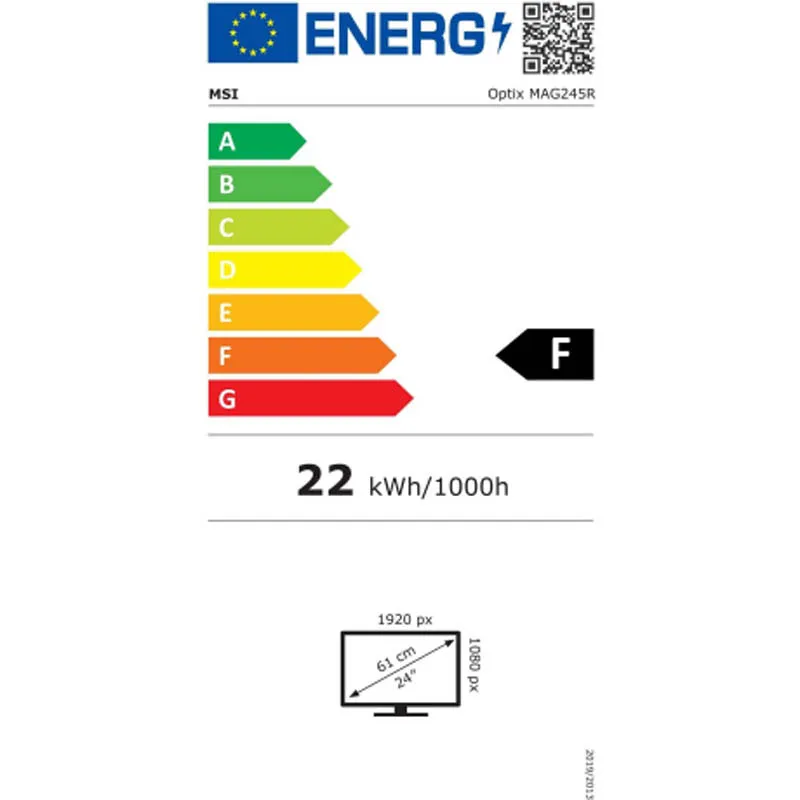 ENERG
MSI Optix MAG245R
A
B
C
D
E
F
F
G
22 kWh/1000h
1920 px
1080 px
61 cm
24"
2019/2013